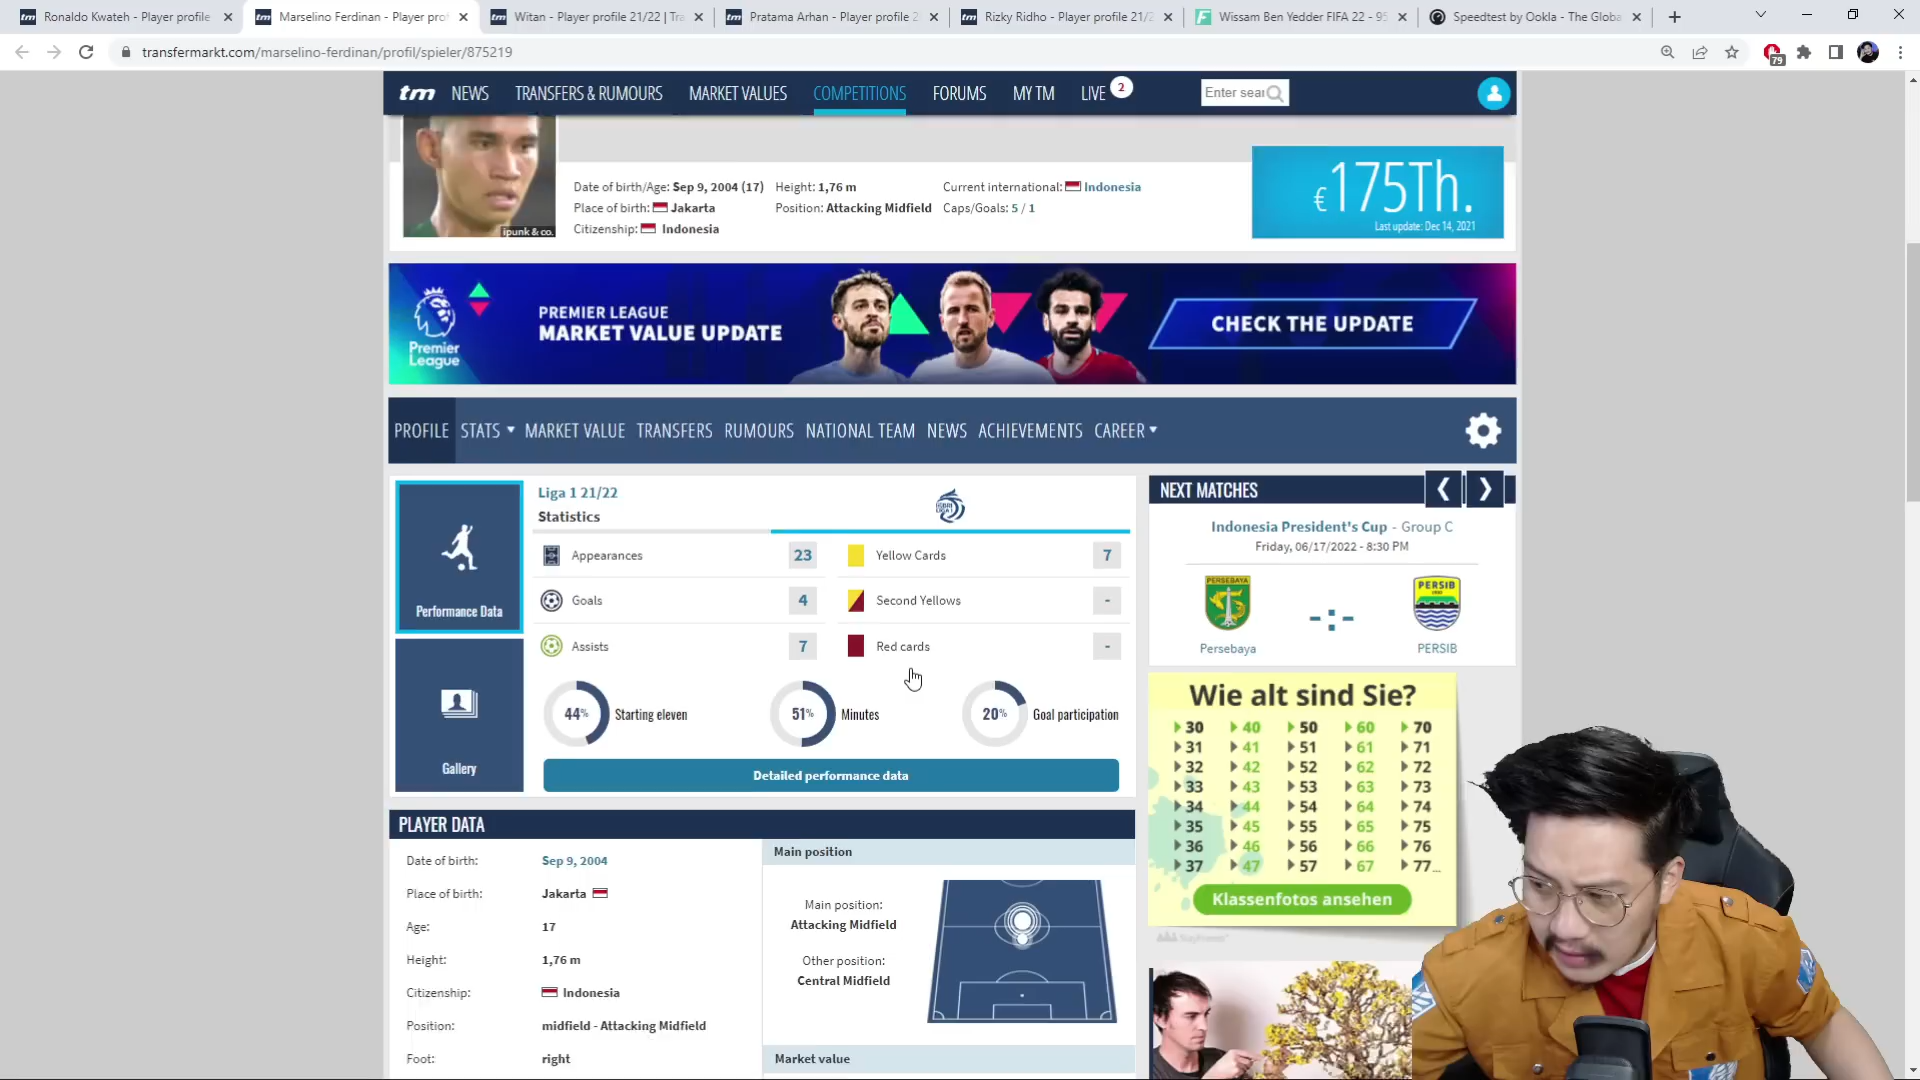 Ronaldo Kwateh - Player profile
Marselino Ferdinan - Player pro
Witan - Player profile 21/22 | Tra
Pratama Arhan - Player profile 2
Rizky Ridho - Player profile 21/2
Wissam Ben Yedder FIFA 22 - 95
Speedtest by Ookla - The Globa
transfermarkt.com/marselino-ferdinan/profil/spieler/875219
79
tm NEWS TRANSFERS & RUMOURS MARKET VALUES COMPETITIONS FORUMS MY TM LIVE 2
Enter sear
ipunk & co.
Date of birth/Age: Sep 9, 2004 (17)
Place of birth: Jakarta
Citizenship: Indonesia
Height: 1,76 m
Position: Attacking Midfield
Current international: Indonesia
Caps/Goals: 5 / 1
€175Th.
Last update: Dec 14, 2021
Premier League
PREMIER LEAGUE
MARKET VALUE UPDATE
CHECK THE UPDATE
PROFILE STATS MARKET VALUE TRANSFERS RUMOURS NATIONAL TEAM NEWS ACHIEVEMENTS CAREER
Performance Data
Gallery
Liga 1 21/22
Statistics
Appearances 23
Yellow Cards 7
Goals 4
Second Yellows -
Assists 7
Red cards -
44% Starting eleven
51% Minutes
20% Goal participation
Detailed performance data
NEXT MATCHES
Indonesia President's Cup - Group C
Friday, 06/17/2022 - 8:30 PM
PERSEBAYA
PERSIB
-:-
Persebaya
PERSIB
Wie alt sind Sie?
30 40 50 60 70
31 41 51 61 71
32 42 52 62 72
33 43 53 63 73
34 44 54 64 74
35 45 55 65 75
36 46 56 66 76
37 47 57 67 77...
Klassenfotos ansehen
StayFriends
PLAYER DATA
Date of birth: Sep 9, 2004
Place of birth: Jakarta
Age: 17
Height: 1,76 m
Citizenship: Indonesia
Position: midfield - Attacking Midfield
Foot: right
Main position
Main position:
Attacking Midfield
Other position:
Central Midfield
Market value